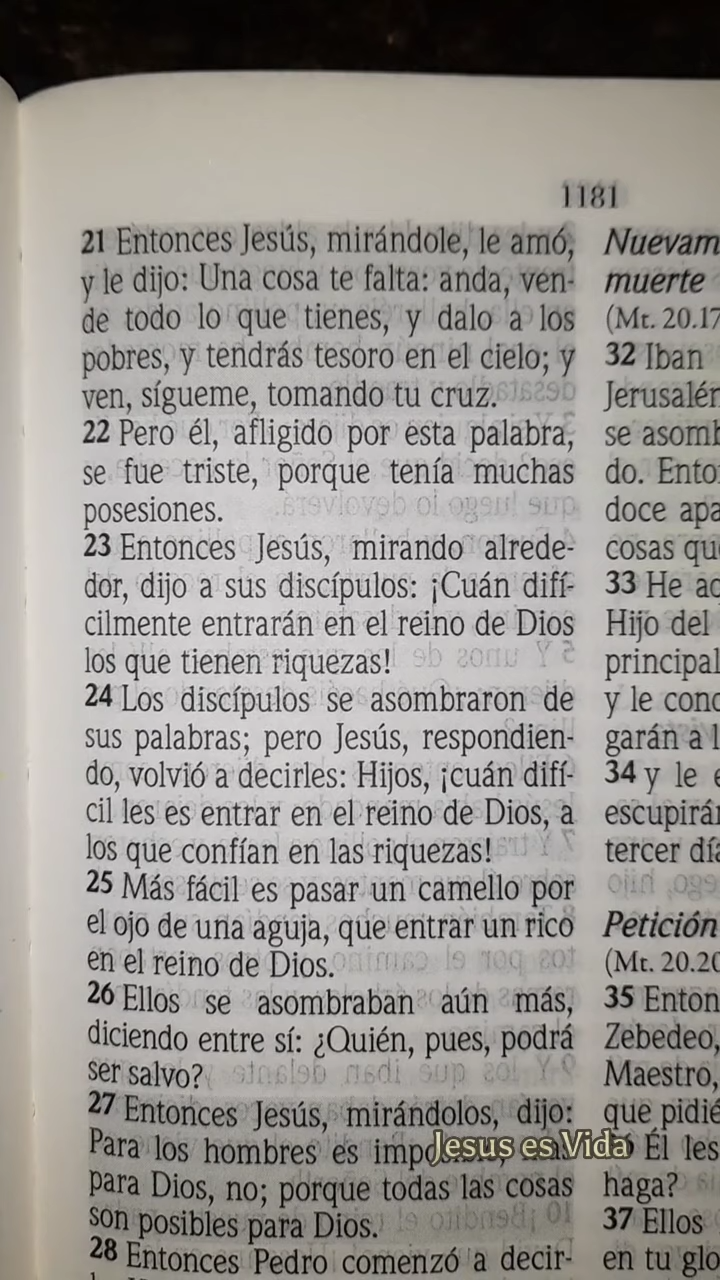 1181
21 Entonces Jesús, mirándole, le amó,
y le dijo: Una cosa te falta: anda, ven-
de todo lo que tienes, y dalo a los
pobres, y tendrás tesoro en el cielo; y
ven, sígueme, tomando tu cruz.
22 Pero él, afligido por esta palabra,
se fue triste, porque tenía muchas
posesiones.
23 Entonces Jesús, mirando alrede-
dor, dijo a sus discípulos: ¡Cuán difí-
cilmente entrarán en el reino de Dios
los que tienen riquezas!
24 Los discípulos se asombraron de
sus palabras; pero Jesús, respondien-
do, volvió a decirles: Hijos, ¡cuán difí-
cil les es entrar en el reino de Dios, a
los que confían en las riquezas!
25 Más fácil es pasar un camello por
el ojo de una aguja, que entrar un rico
en el reino de Dios.
26 Ellos se asombraban aún más,
diciendo entre sí: ¿Quién, pues, podrá
ser salvo?
27 Entonces Jesús, mirándolos, dijo:
Para los hombres es
para Dios, no; porque todas las cosas
son posibles para Dios.
28 Entonces Pedro comenzó a decir-
Nuevam
muerte
(Mt. 20.17
32 Iban
Jerusalén
se asomb
do. Ento
doce apa
cosas que
33 He aq
Hijo del
principal
y le cond
garán a l
34 y le e
escupirán
tercer día
Petición
(Mt. 20.20
35 Enton
Zebedeo,
Maestro,
que pidié
Él les
haga?
37 Ellos
en tu glo
Jesus es Vida